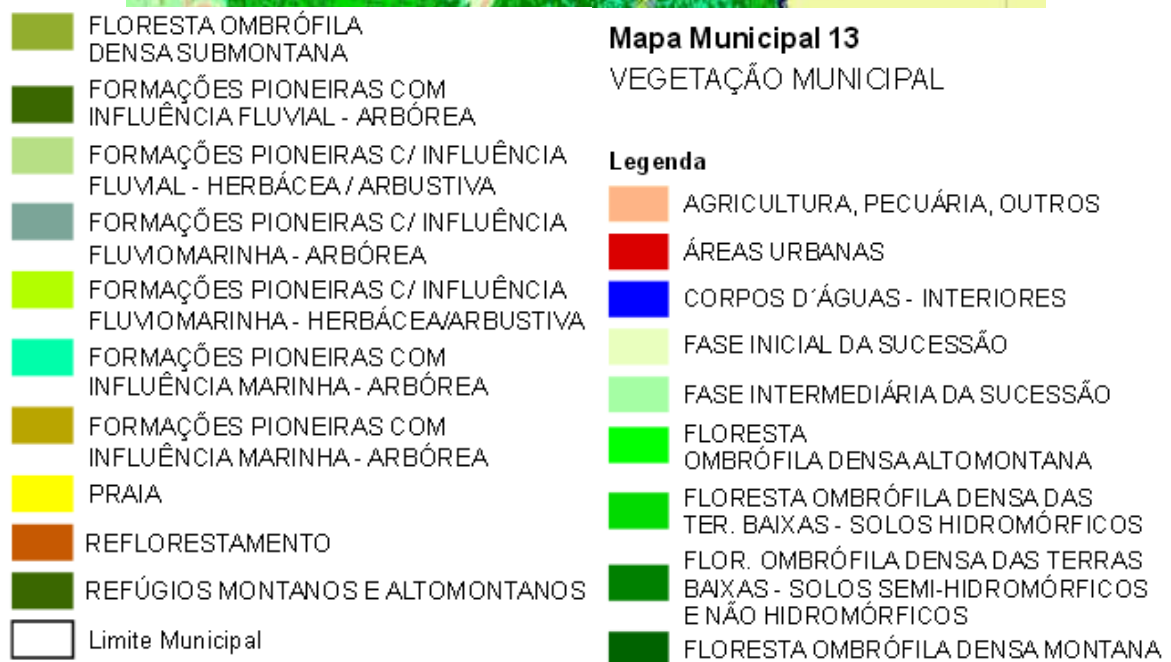 FLORESTA OMBRÓFILA
DENSA SUBMONTANA
FORMAÇÕES PIONEIRAS COM
INFLUÊNCIA FLUVIAL - ARBÓREA
FORMAÇÕES PIONEIRAS C/ INFLUÊNCIA
FLUVIAL - HERBÁCEA / ARBUSTIVA
FORMAÇÕES PIONEIRAS C/ INFLUÊNCIA
FLUVIOMARINHA - ARBÓREA
FORMAÇÕES PIONEIRAS C/ INFLUÊNCIA
FLUVIOMARINHA - HERBÁCEA/ARBUSTIVA
FORMAÇÕES PIONEIRAS COM
INFLUÊNCIA MARINHA - ARBÓREA
FORMAÇÕES PIONEIRAS COM
INFLUÊNCIA MARINHA - ARBÓREA
PRAIA
REFLORESTAMENTO
REFÚGIOS MONTANOS E ALTOMONTANOS
Limite Municipal
Mapa Municipal 13
VEGETAÇÃO MUNICIPAL
Legenda
AGRICULTURA, PECUÁRIA, OUTROS
ÁREAS URBANAS
CORPOS D´ÁGUAS - INTERIORES
FASE INICIAL DA SUCESSÃO
FASE INTERMEDIÁRIA DA SUCESSÃO
FLORESTA
OMBRÓFILA DENSA ALTOMONTANA
FLORESTA OMBRÓFILA DENSA DAS
TER. BAIXAS - SOLOS HIDROMÓRFICOS
FLOR. OMBRÓFILA DENSA DAS TERRAS
BAIXAS - SOLOS SEMI-HIDROMÓRFICOS
E NÃO HIDROMÓRFICOS
FLORESTA OMBRÓFILA DENSA MONTANA